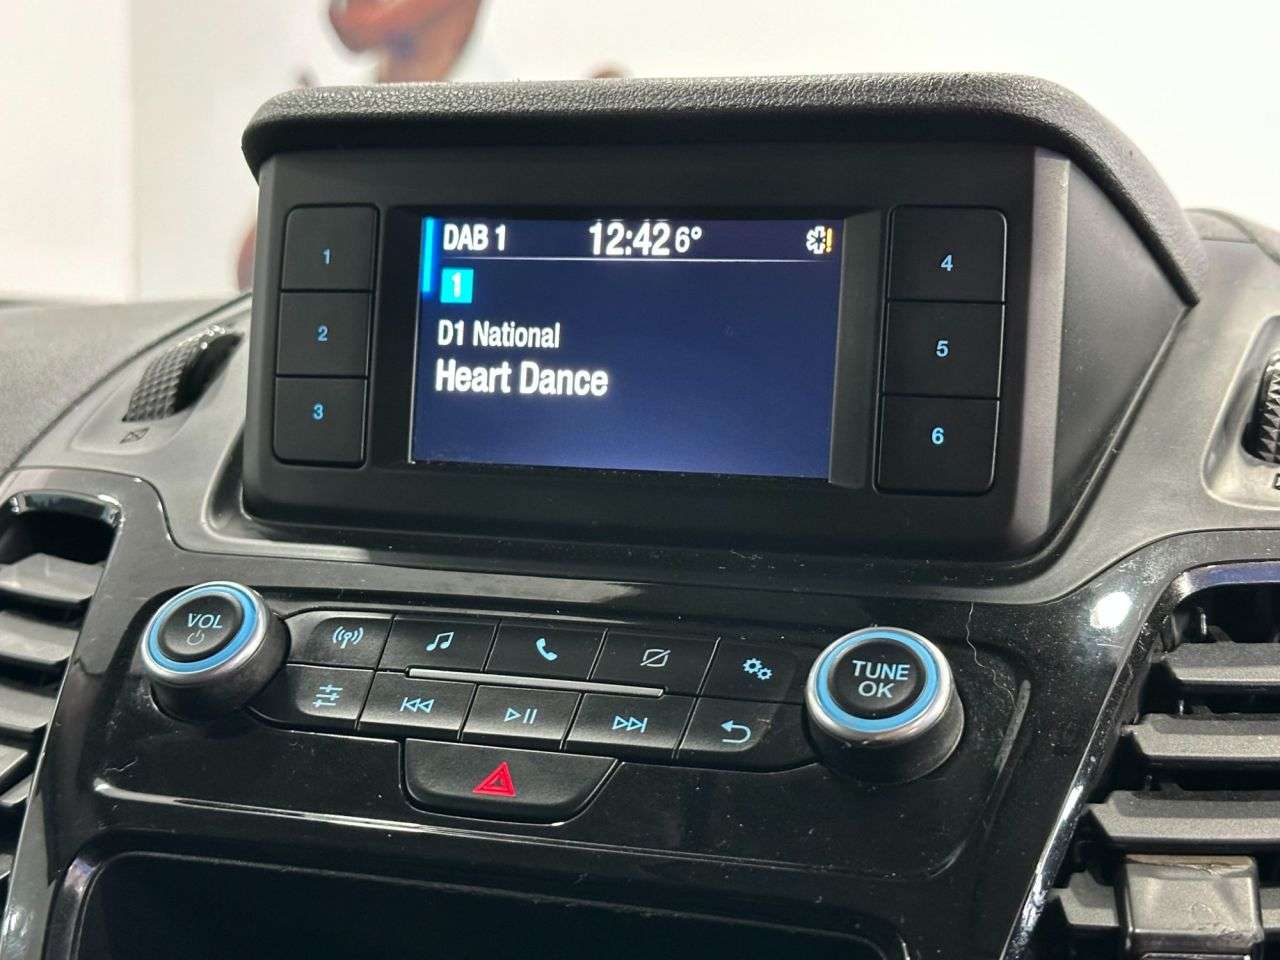 DAB 1 12:42 6°
1
D1 National
Heart Dance
1
2
3
4
5
6
VOL
TUNE
OK